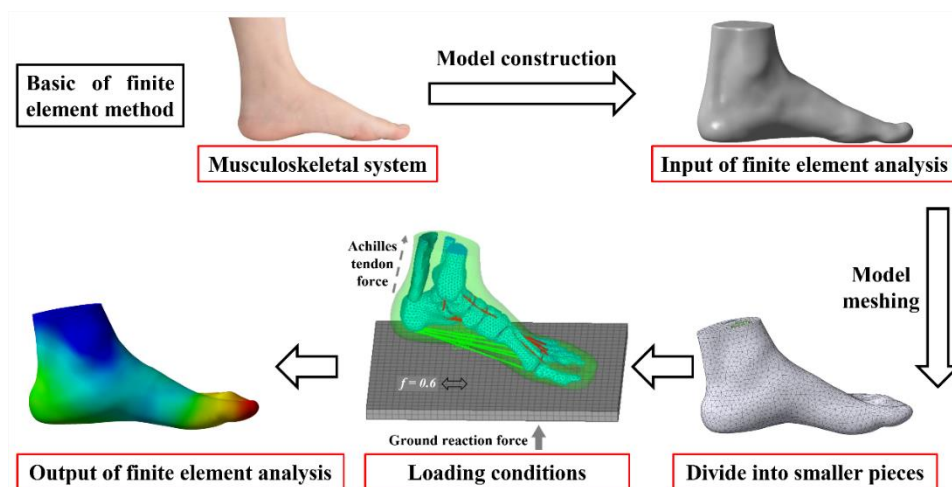 Basic of finite
element method
Model construction
Musculoskeletal system
Input of finite element analysis
Model
meshing
Achilles
tendon
force
f = 0.6
Ground reaction force
Output of finite element analysis
Loading conditions
Divide into smaller pieces